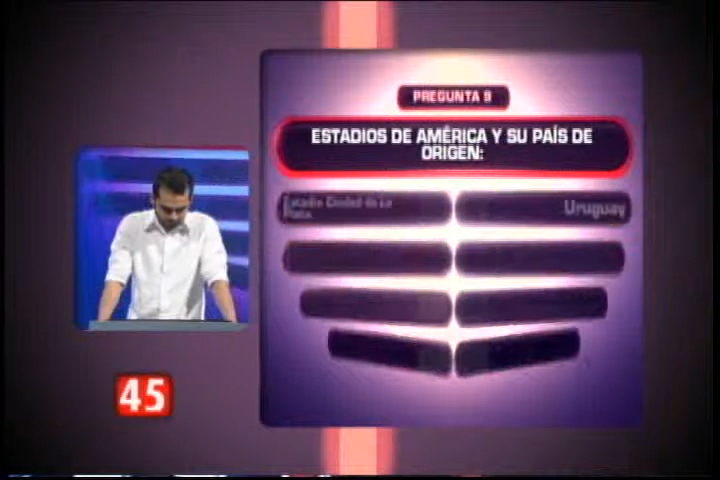 PREGUNTA 9
ESTADIOS DE AMÉRICA Y SU PAÍS DE
ORIGEN:
Estadio Ciudad de La
Plata
Uruguay
45